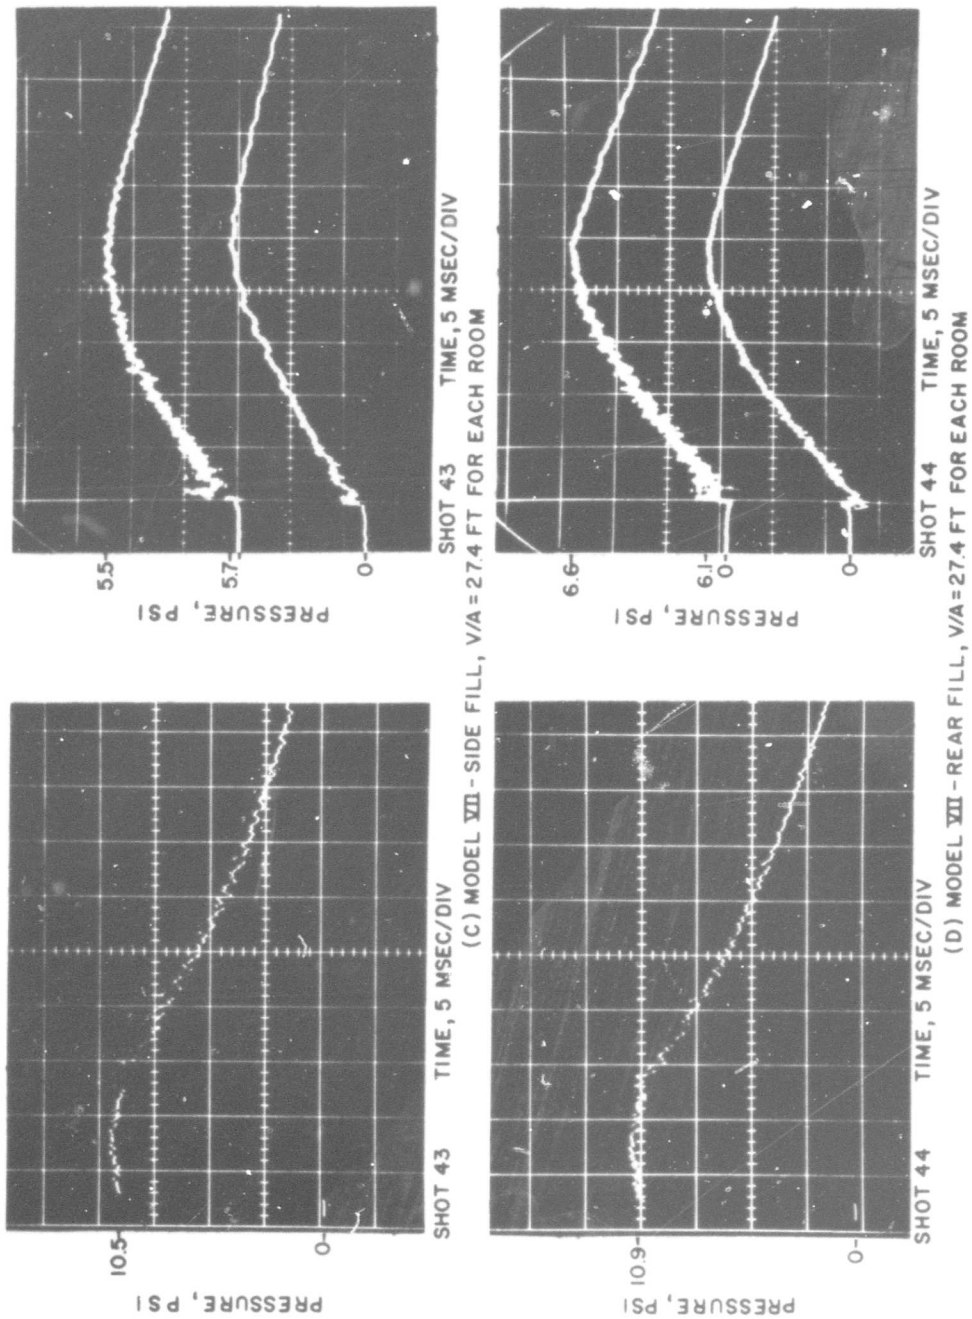 PRESSURE, PSI
10.5
0
SHOT 43
TIME, 5 MSEC/DIV
PRESSURE, PSI
5.5
5.7
0
SHOT 43
TIME, 5 MSEC/DIV
(C) MODEL VII - SIDE FILL, V/A = 27.4 FT FOR EACH ROOM
PRESSURE, PSI
10.9
0
SHOT 44
TIME, 5 MSEC/DIV
PRESSURE, PSI
6.6
6.1
0
0
SHOT 44
TIME, 5 MSEC/DIV
(D) MODEL VII - REAR FILL, V/A = 27.4 FT FOR EACH ROOM